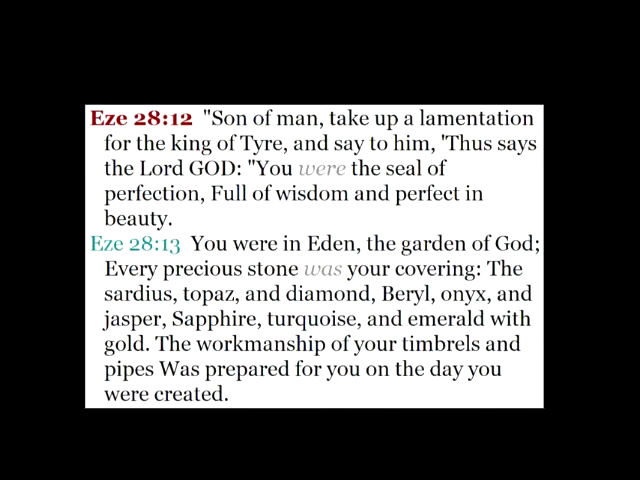 Eze 28:12 "Son of man, take up a lamentation
for the king of Tyre, and say to him, 'Thus says
the Lord GOD: "You were the seal of
perfection, Full of wisdom and perfect in
beauty.
Eze 28:13 You were in Eden, the garden of God;
Every precious stone was your covering: The
sardius, topaz, and diamond, Beryl, onyx, and
jasper, Sapphire, turquoise, and emerald with
gold. The workmanship of your timbrels and
pipes Was prepared for you on the day you
were created.